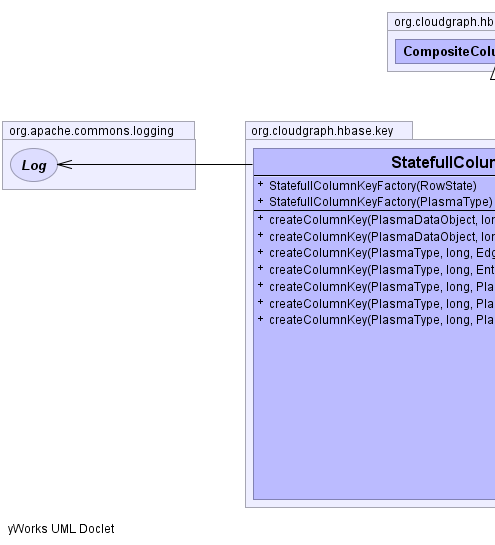 org.cloudgraph.hb
CompositeColu
org.apache.commons.logging
Log
org.cloudgraph.hbase.key
StatefullColumn
+ StatefullColumnKeyFactory(RowState)
+ StatefullColumnKeyFactory(PlasmaType)
+ createColumnKey(PlasmaDataObject, lon
+ createColumnKey(PlasmaDataObject, lon
+ createColumnKey(PlasmaType, long, Edg
+ createColumnKey(PlasmaType, long, Ent
+ createColumnKey(PlasmaType, long, Pla
+ createColumnKey(PlasmaType, long, Pla
+ createColumnKey(PlasmaType, long, Pla
yWorks UML Doclet